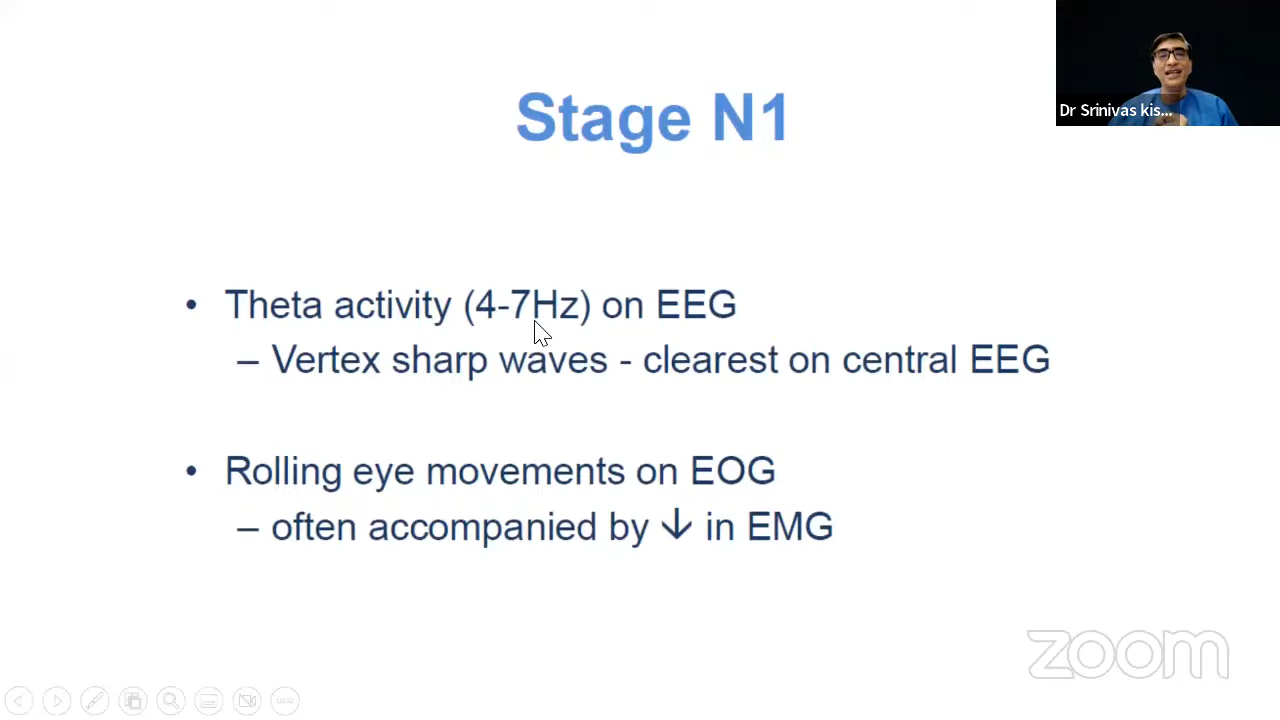 Dr Srinivas kis...
Stage N1
• Theta activity (4-7Hz) on EEG
– Vertex sharp waves - clearest on central EEG
• Rolling eye movements on EOG
– often accompanied by ↓ in EMG
zoom